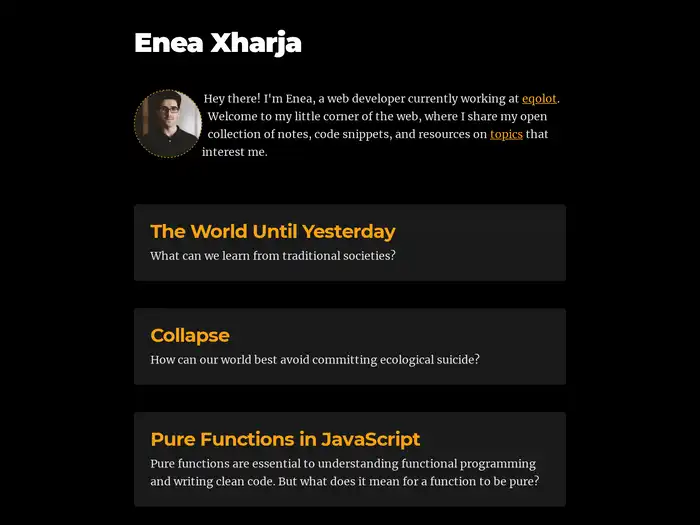 Enea Xharja
Hey there! I'm Enea, a web developer currently working at eqolot.
Welcome to my little corner of the web, where I share my open
collection of notes, code snippets, and resources on topics that
interest me.
The World Until Yesterday
What can we learn from traditional societies?
Collapse
How can our world best avoid committing ecological suicide?
Pure Functions in JavaScript
Pure functions are essential to understanding functional programming
and writing clean code. But what does it mean for a function to be pure?